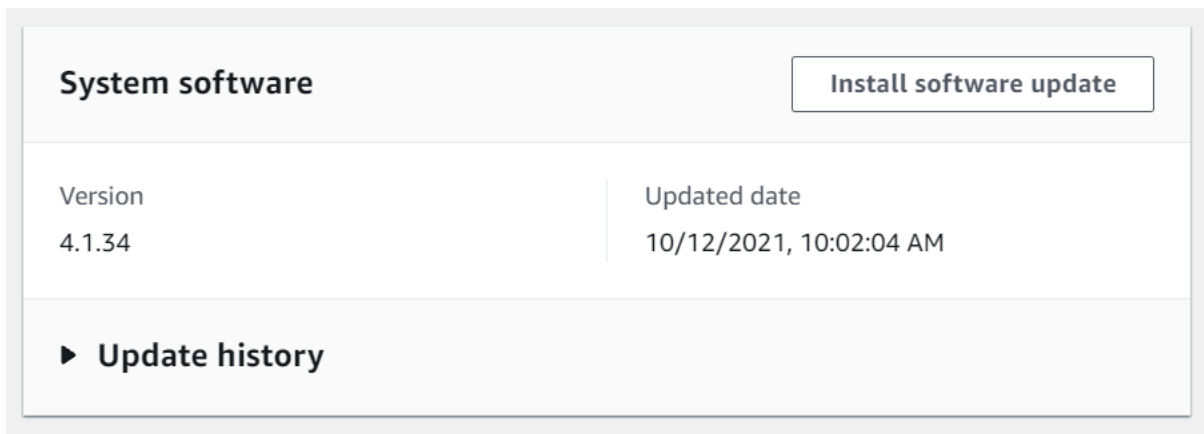 System software
Install software update
Version
Updated date
4.1.34
10/12/2021, 10:02:04 AM
Update history